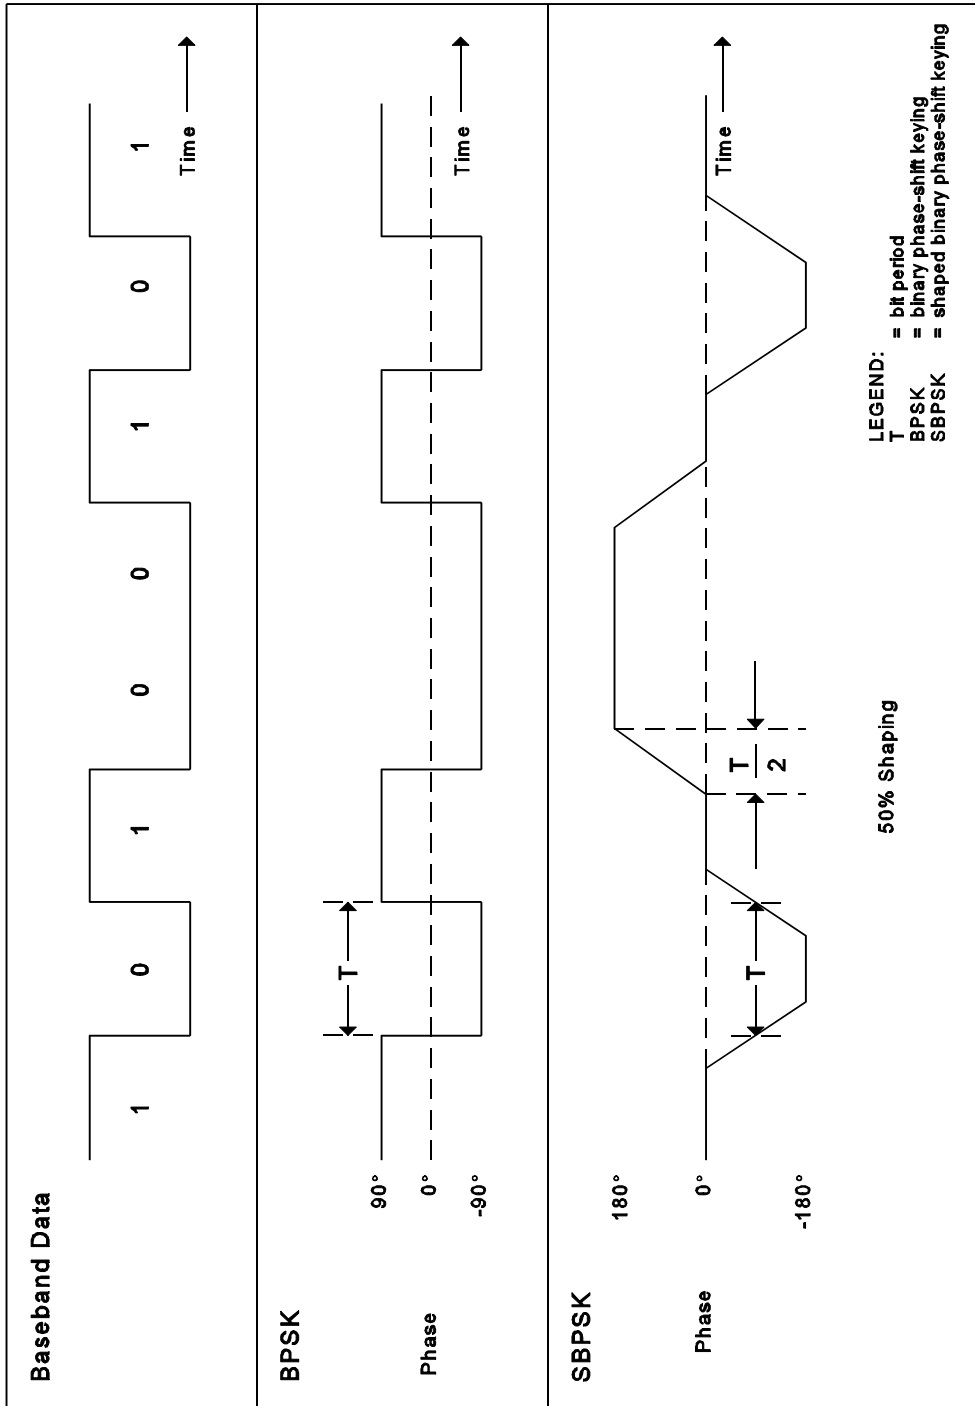 Baseband Data
1 0 1 0 0 1 0 1
Time
BPSK
T
90°
Phase 0°
-90°
Time
SBPSK
180°
Phase 0°
-180°
T
T
2
Time
50% Shaping
LEGEND:
T = bit period
BPSK = binary phase-shift keying
SBPSK = shaped binary phase-shift keying